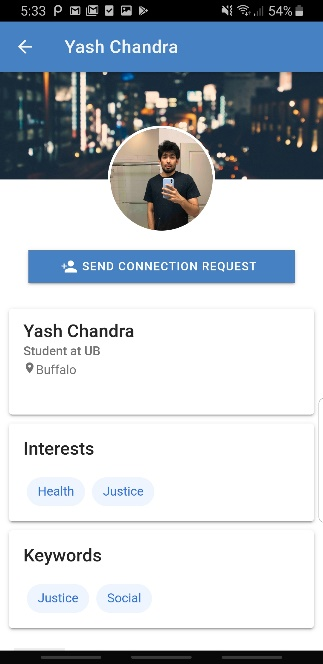 5:33 54%
Yash Chandra
SEND CONNECTION REQUEST
Yash Chandra
Student at UB
Buffalo
Interests
Health Justice
Keywords
Justice Social